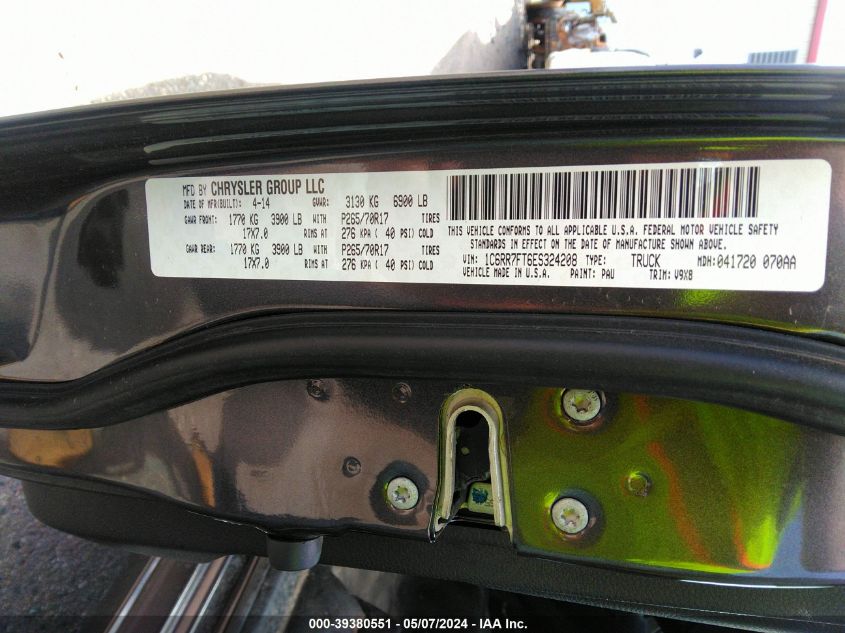 MFD BY CHRYSLER GROUP LLC
DATE OF MFR(BUILT): 4-14 GVWR: 3130 KG 6900 LB
GAWR FRONT: 1770 KG 3900 LB WITH P265/70R17 TIRES
17X7.0 RIMS AT 276 KPA ( 40 PSI) COLD
GAWR REAR: 1770 KG 3900 LB WITH P265/70R17 TIRES
17X7.0 RIMS AT 276 KPA ( 40 PSI) COLD
THIS VEHICLE CONFORMS TO ALL APPLICABLE U.S.A. FEDERAL MOTOR VEHICLE SAFETY
STANDARDS IN EFFECT ON THE DATE OF MANUFACTURE SHOWN ABOVE.
VIN: 1C6RR7FT6ES324208 TYPE: TRUCK MDH: 041720 070AA
VEHICLE MADE IN U.S.A. PAINT: PAU TRIM: V9X8
000-39380551 - 05/07/2024 - IAA Inc.